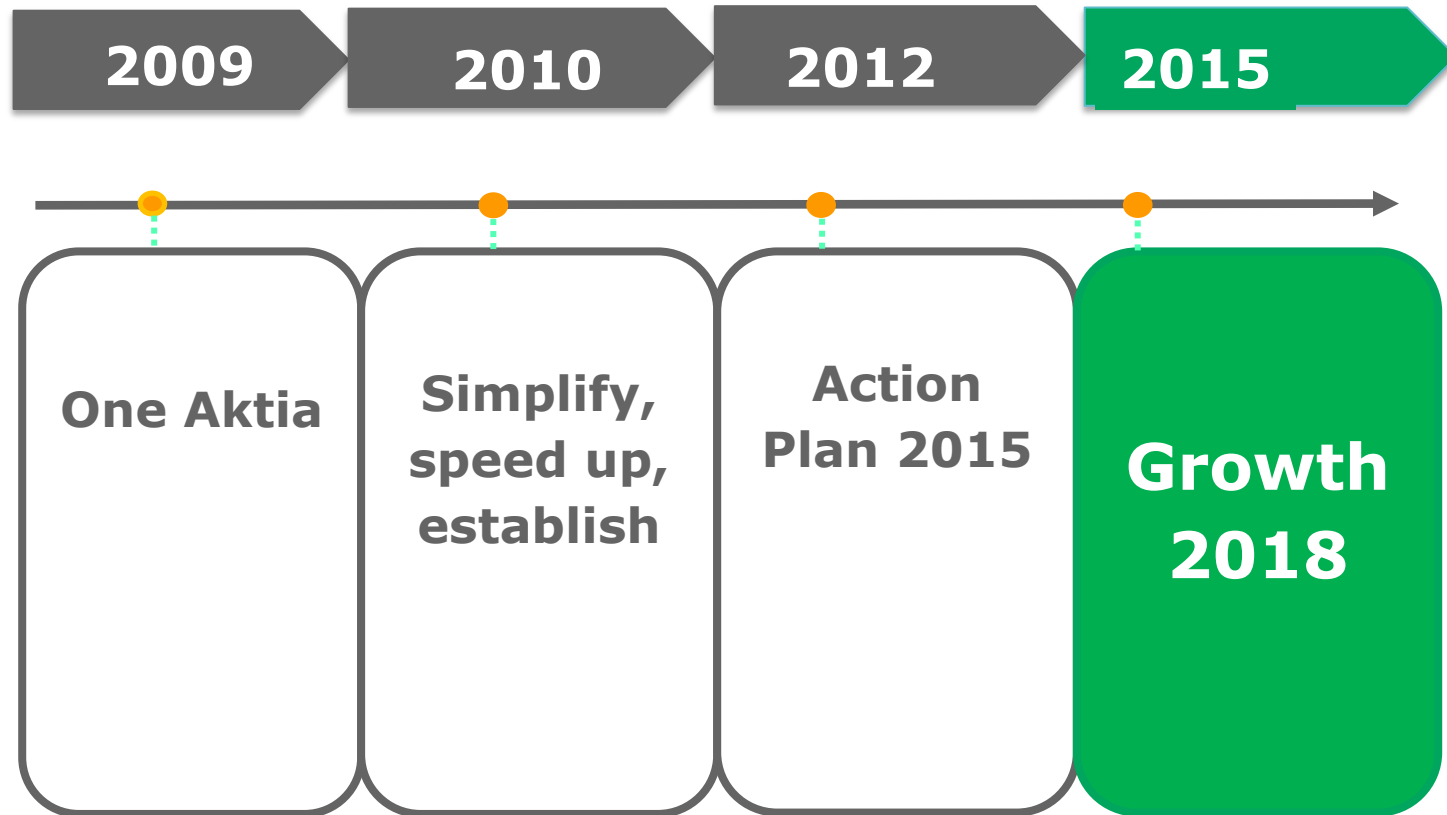 2009
2010
2012
2015
One Aktia
Simplify,
speed up,
establish
Action
Plan 2015
Growth
2018